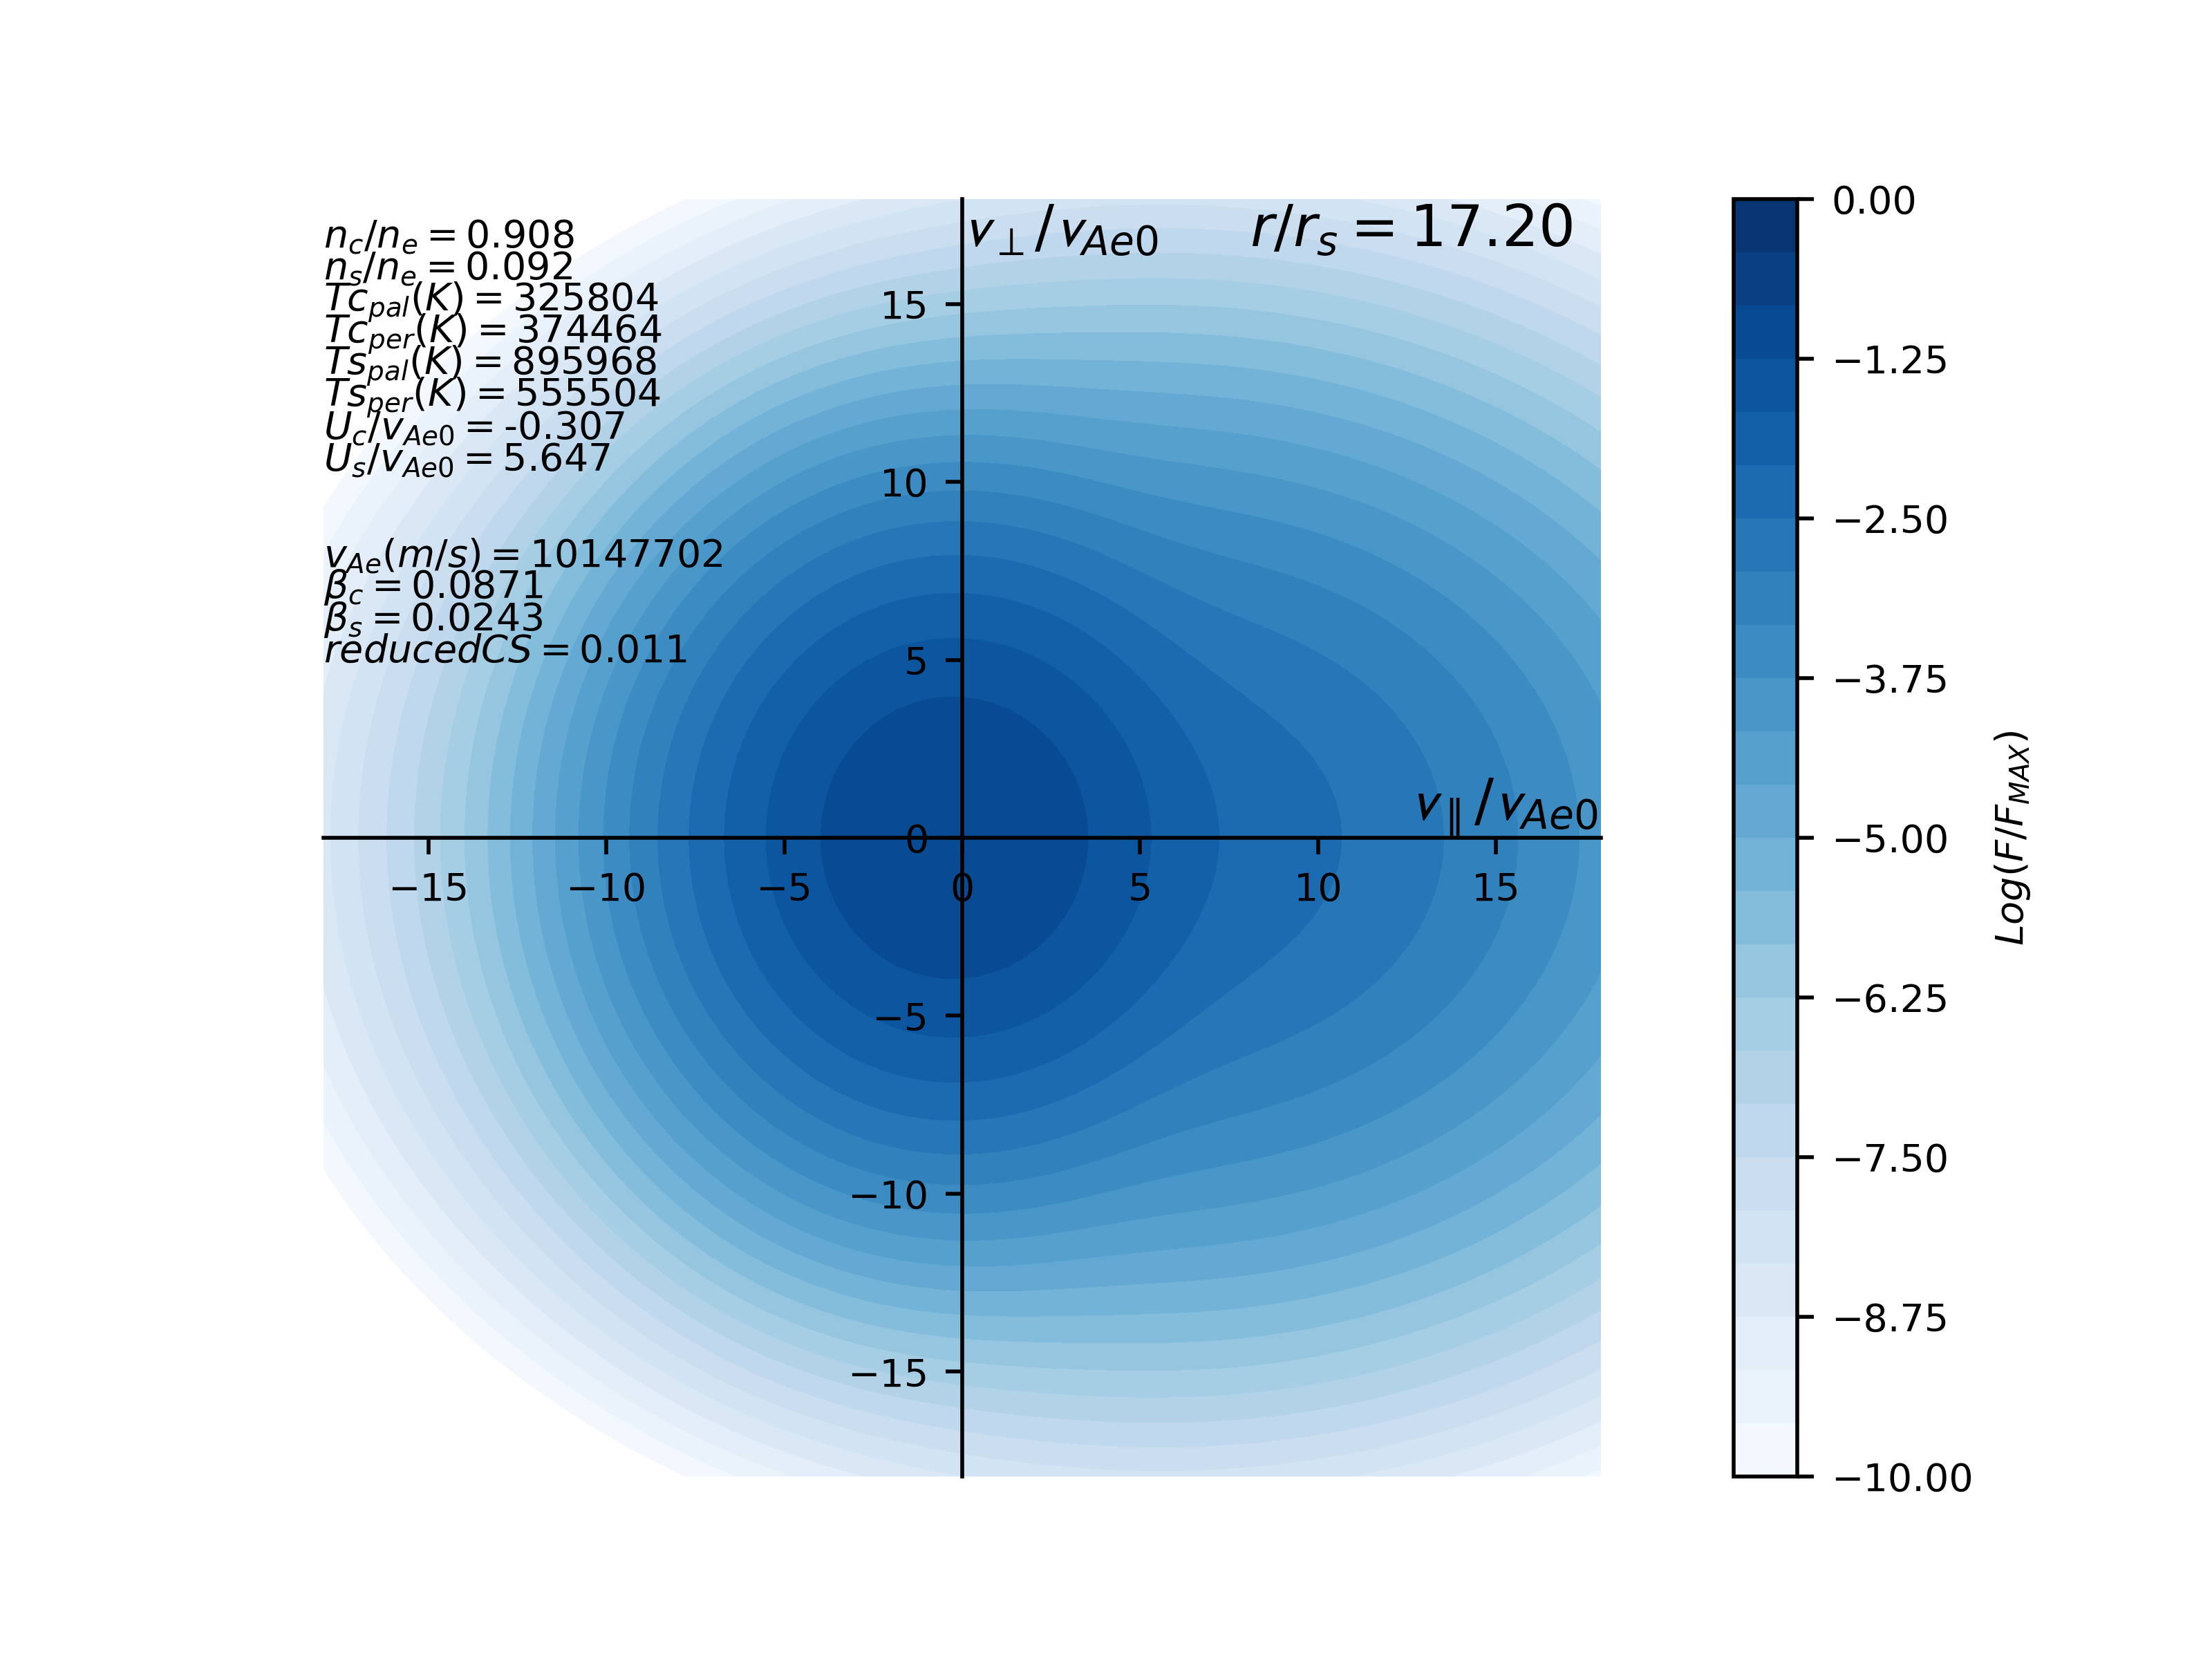 n_c/n_e = 0.908
n_s/n_e = 0.092
Tc_pal(K) = 325804
Tc_per(K) = 374464
Ts_pal(K) = 895968
Ts_per(K) = 555504
U_c/v_Ae0 = -0.307
U_s/v_Ae0 = 5.647
v_Ae(m/s) = 10147702
β_c = 0.0871
β_s = 0.0243
reducedCS = 0.011
v_⊥/v_Ae0
r/r_s = 17.20
15
10
5
0
−5
−10
−15
v_∥/v_Ae0
−15 −10 −5 0 5 10 15
0.00
−1.25
−2.50
−3.75
−5.00
−6.25
−7.50
−8.75
−10.00
Log(F/F_MAX)